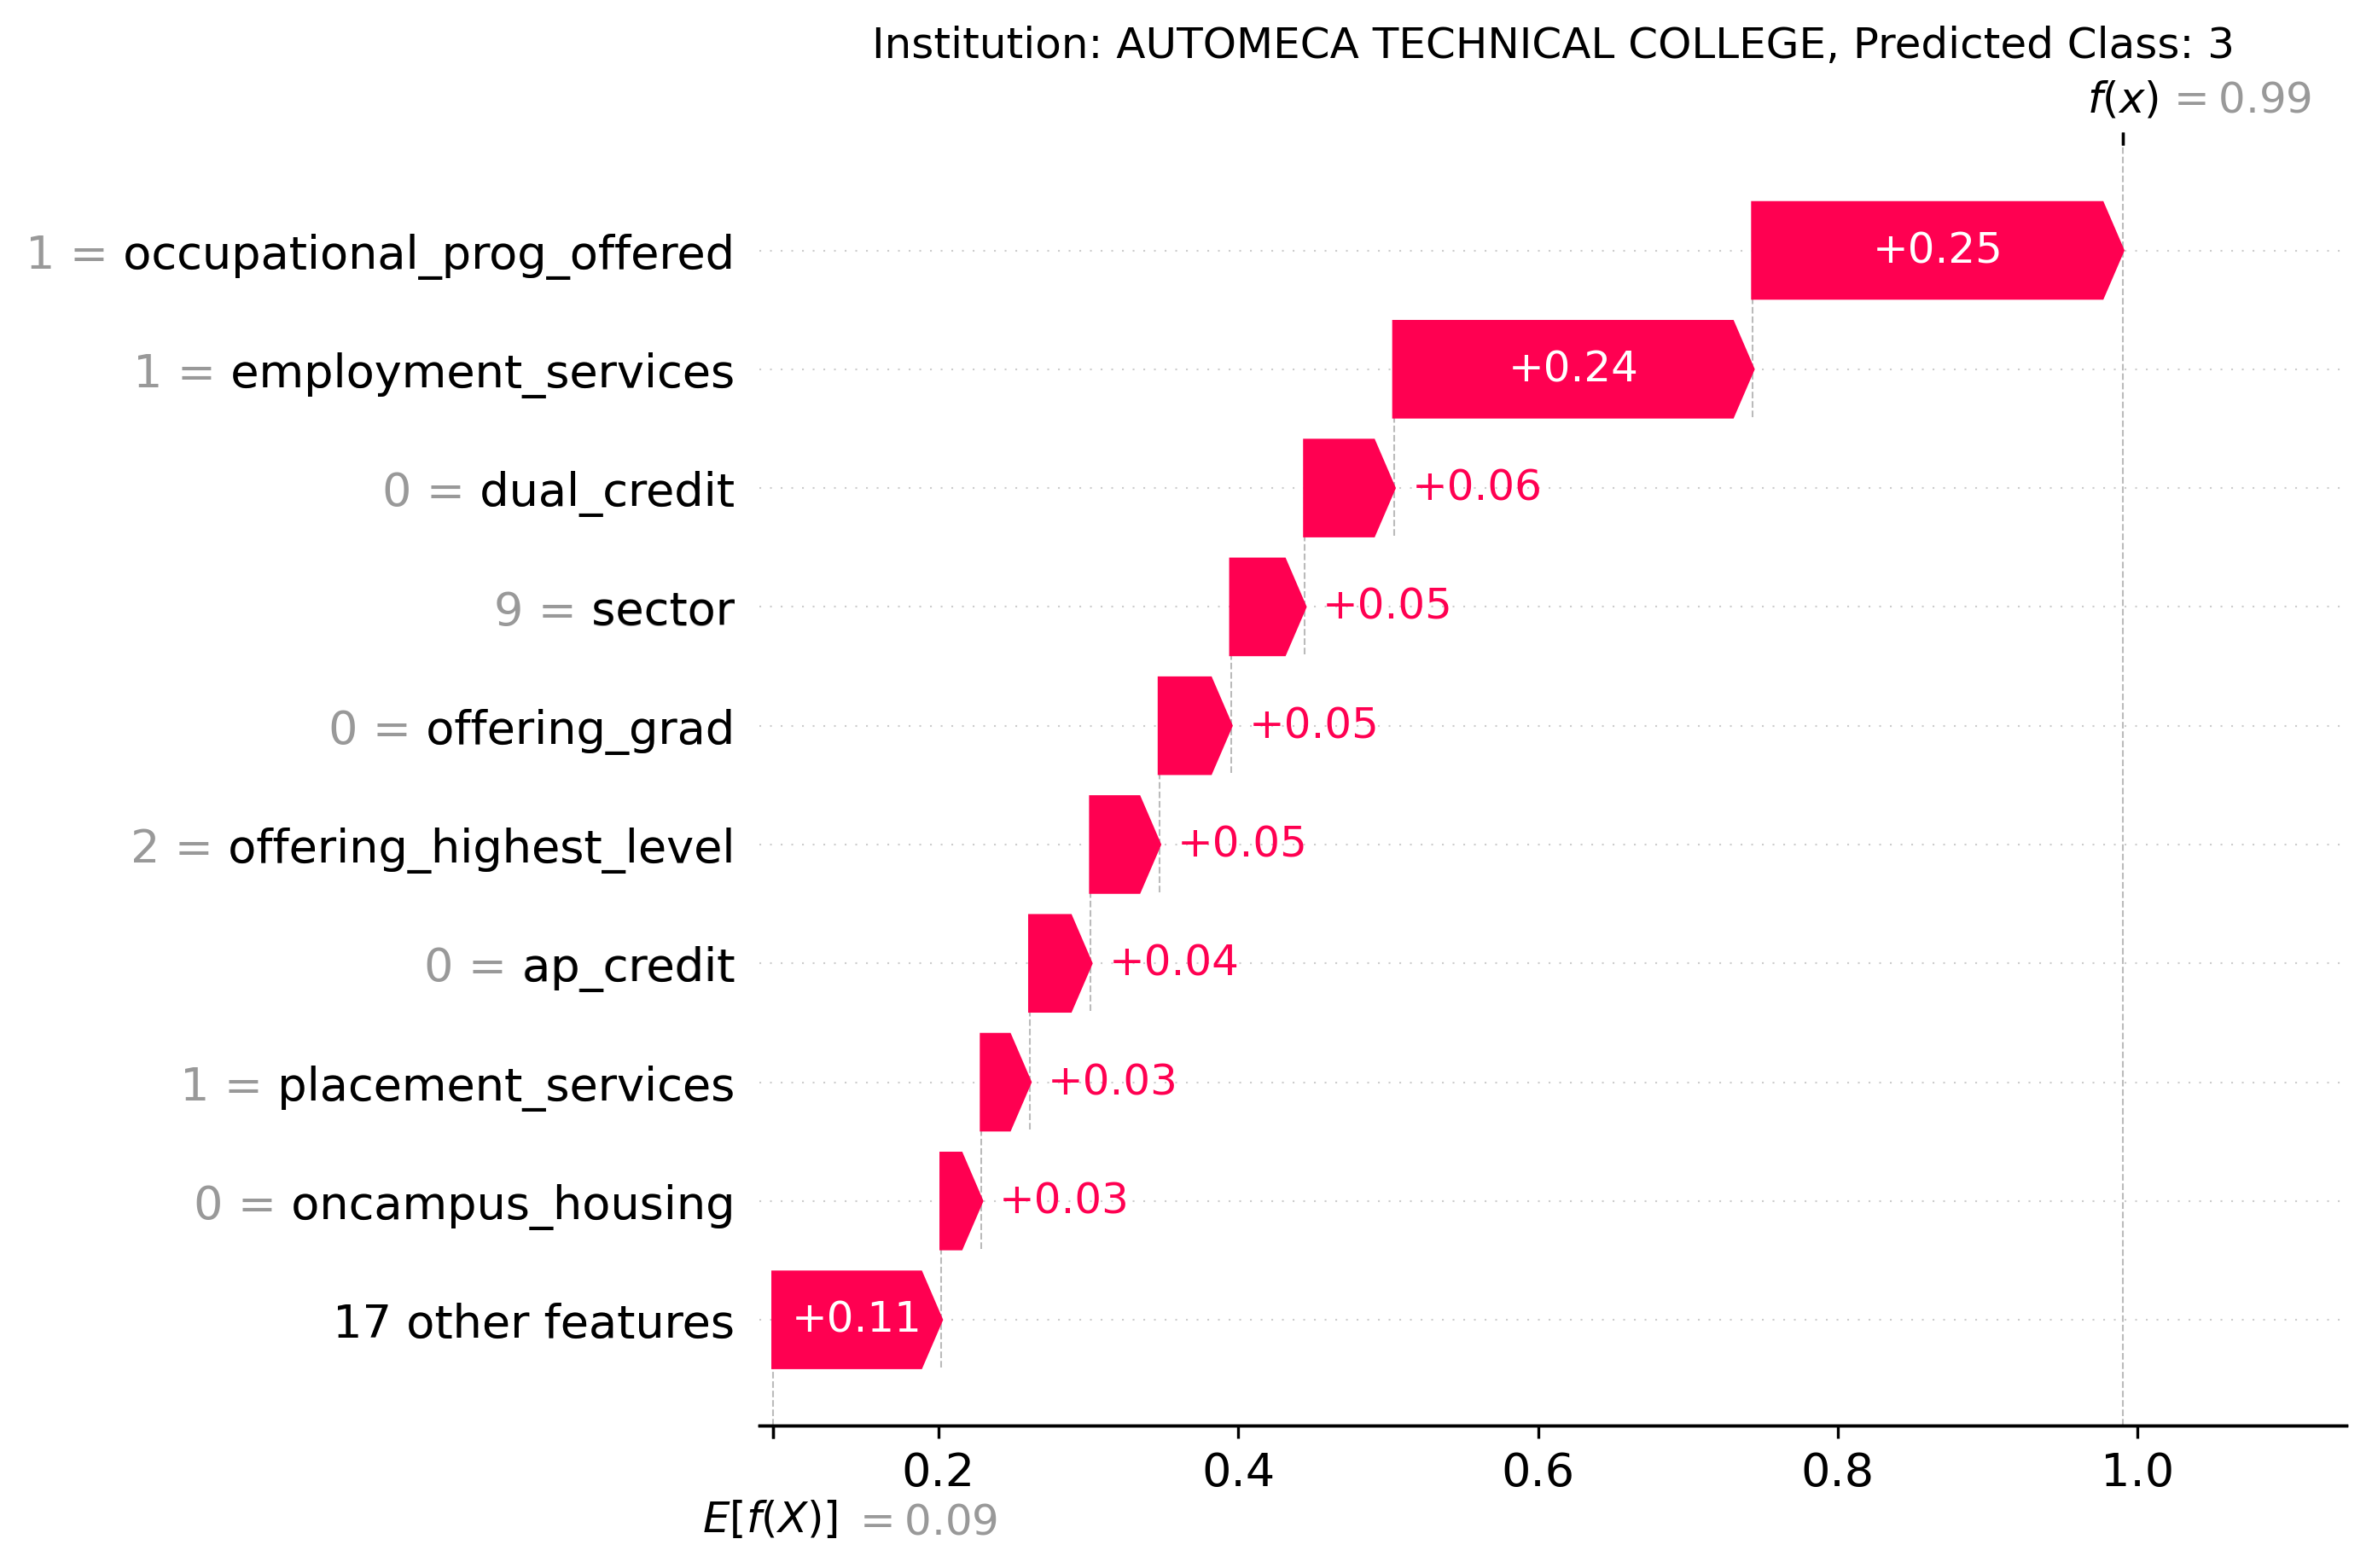 Institution: AUTOMECA TECHNICAL COLLEGE, Predicted Class: 3
f(x) = 0.99
1 = occupational_prog_offered +0.25
1 = employment_services +0.24
0 = dual_credit +0.06
9 = sector +0.05
0 = offering_grad +0.05
2 = offering_highest_level +0.05
0 = ap_credit +0.04
1 = placement_services +0.03
0 = oncampus_housing +0.03
17 other features +0.11
0.2 0.4 0.6 0.8 1.0
E[f(X)] = 0.09